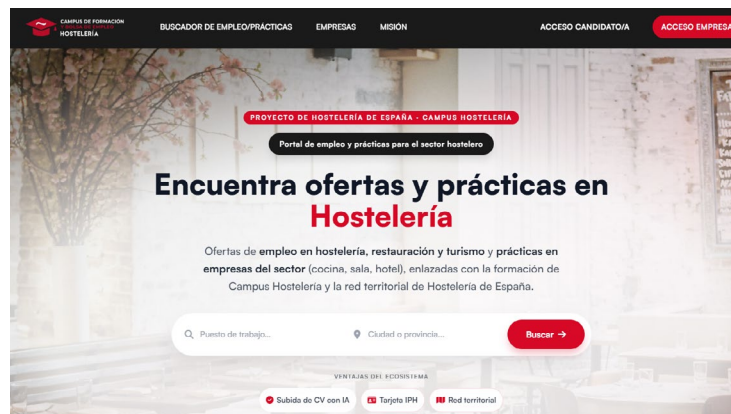 CAMPUS DE FORMACIÓN
Y BOLSA DE EMPLEO
HOSTELERÍA
BUSCADOR DE EMPLEO/PRÁCTICAS
EMPRESAS
MISIÓN
ACCESO CANDIDATO/A
ACCESO EMPRESA
PROYECTO DE HOSTELERÍA DE ESPAÑA · CAMPUS HOSTELERÍA
Portal de empleo y prácticas para el sector hostelero
Encuentra ofertas y prácticas en
Hostelería
Ofertas de empleo en hostelería, restauración y turismo y prácticas en
empresas del sector (cocina, sala, hotel), enlazadas con la formación de
Campus Hostelería y la red territorial de Hostelería de España.
Puesto de trabajo...
Ciudad o provincia...
Buscar →
VENTAJAS DEL ECOSISTEMA
Subida de CV con IA
Tarjeta IPH
Red territorial